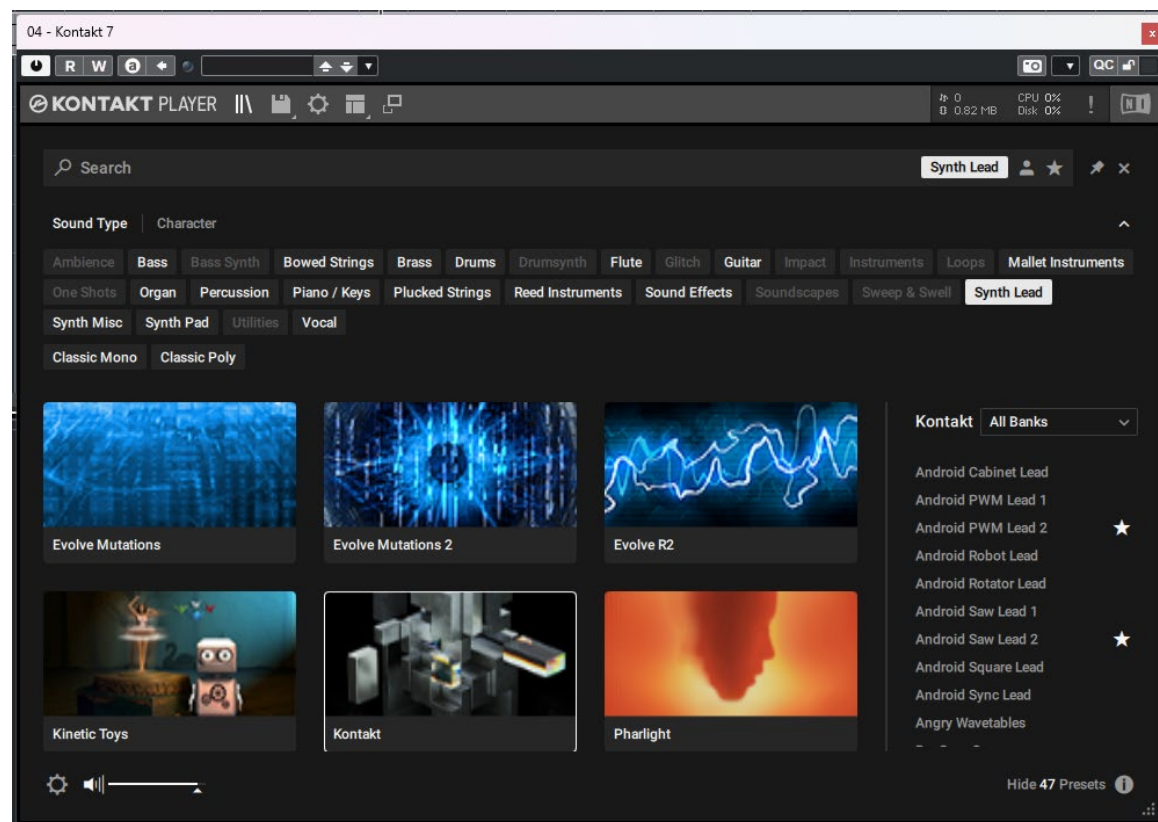 04 - Kontakt 7
x
R W a QC
KONTAKT PLAYER
0 CPU 0%
0.82 MB Disk 0% !
NI
Search Synth Lead
Sound Type Character
Ambience Bass Bass Synth Bowed Strings Brass Drums Drumsynth Flute Glitch Guitar Impact Instruments Loops Mallet Instruments
One Shots Organ Percussion Piano / Keys Plucked Strings Reed Instruments Sound Effects Soundscapes Sweep & Swell Synth Lead
Synth Misc Synth Pad Utilities Vocal
Classic Mono Classic Poly
Evolve Mutations
Evolve Mutations 2
Evolve R2
Kinetic Toys
Kontakt
Pharlight
Kontakt All Banks
Android Cabinet Lead
Android PWM Lead 1
Android PWM Lead 2
Android Robot Lead
Android Rotator Lead
Android Saw Lead 1
Android Saw Lead 2
Android Square Lead
Android Sync Lead
Angry Wavetables
Hide 47 Presets